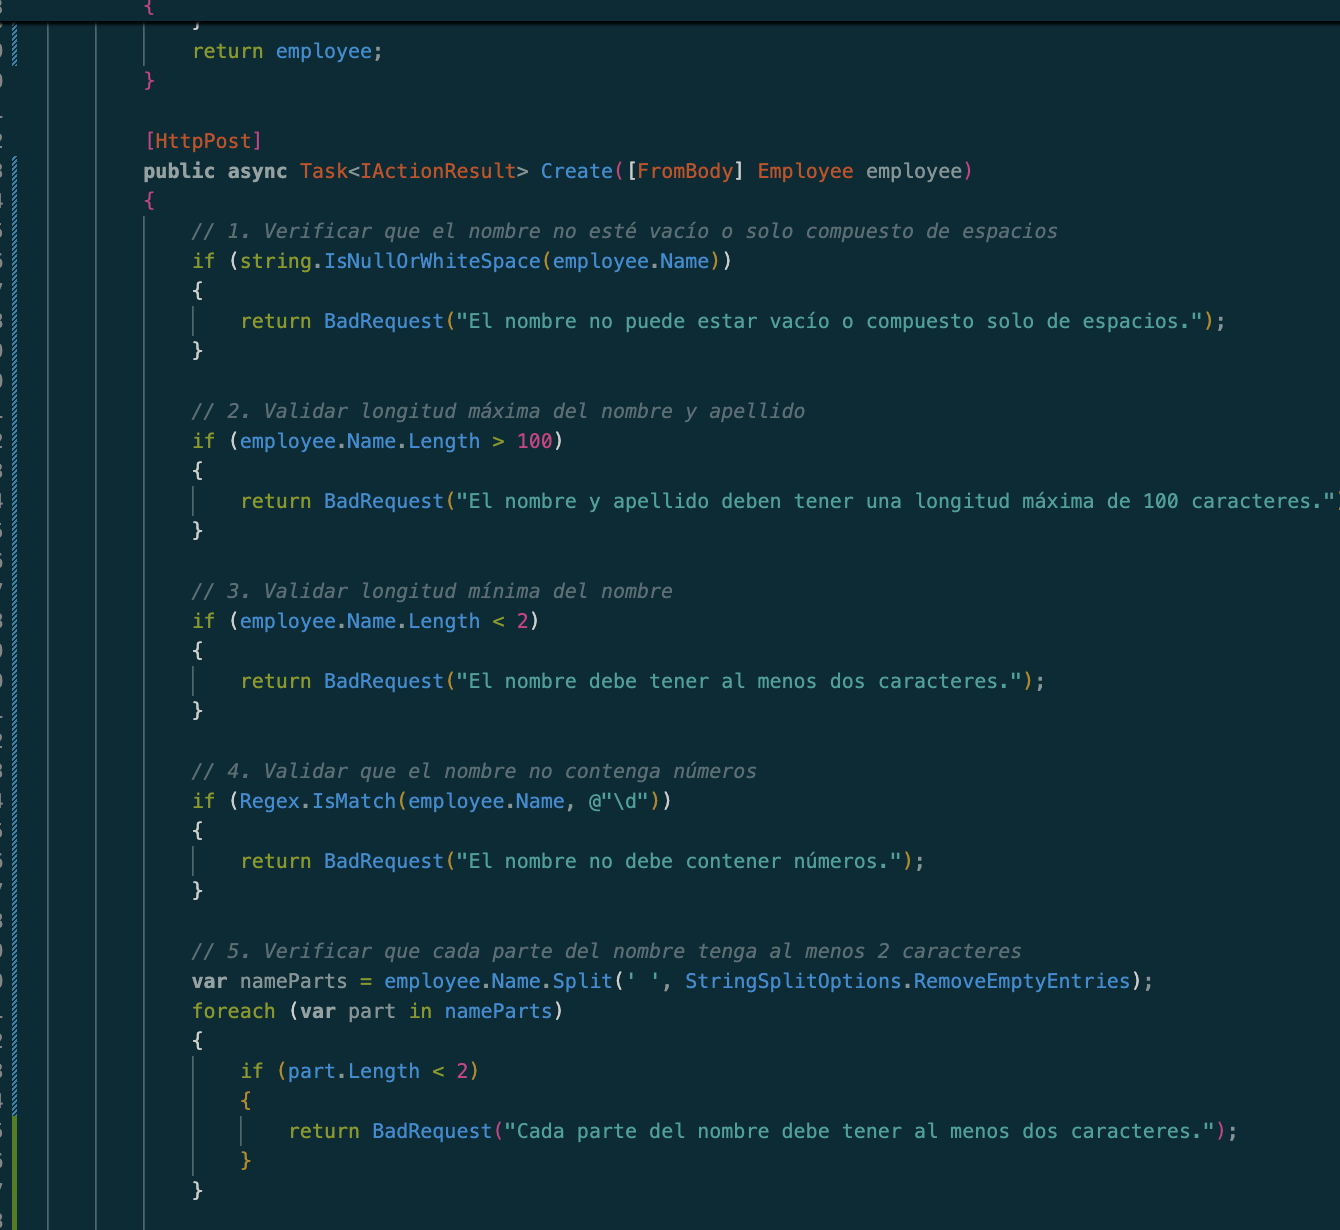 {
}
return employee;
}
[HttpPost]
public async Task<IActionResult> Create([FromBody] Employee employee)
{
// 1. Verificar que el nombre no esté vacío o solo compuesto de espacios
if (string.IsNullOrWhiteSpace(employee.Name))
{
return BadRequest("El nombre no puede estar vacío o compuesto solo de espacios.");
}
// 2. Validar longitud máxima del nombre y apellido
if (employee.Name.Length > 100)
{
return BadRequest("El nombre y apellido deben tener una longitud máxima de 100 caracteres."
}
// 3. Validar longitud mínima del nombre
if (employee.Name.Length < 2)
{
return BadRequest("El nombre debe tener al menos dos caracteres.");
}
// 4. Validar que el nombre no contenga números
if (Regex.IsMatch(employee.Name, @"\d"))
{
return BadRequest("El nombre no debe contener números.");
}
// 5. Verificar que cada parte del nombre tenga al menos 2 caracteres
var nameParts = employee.Name.Split(' ', StringSplitOptions.RemoveEmptyEntries);
foreach (var part in nameParts)
{
if (part.Length < 2)
{
return BadRequest("Cada parte del nombre debe tener al menos dos caracteres.");
}
}